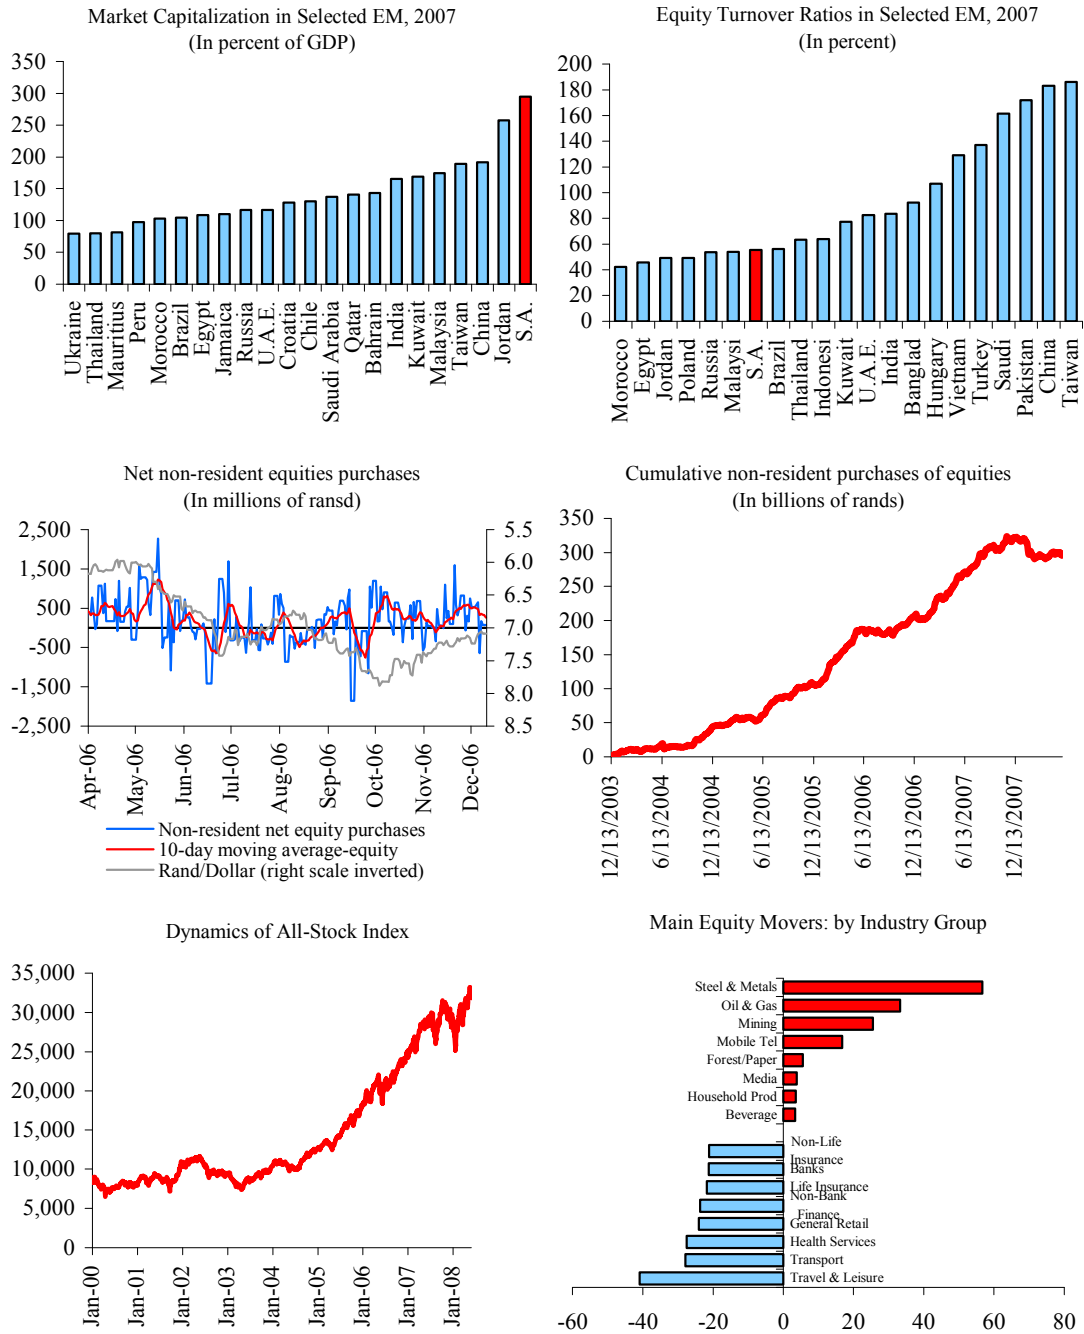 Market Capitalization in Selected EM, 2007
(In percent of GDP)
350
300
250
200
150
100
50
0
Ukraine
Thailand
Mauritius
Peru
Morocco
Brazil
Egypt
Jamaica
Russia
U.A.E.
Croatia
Chile
Saudi Arabia
Qatar
Bahrain
India
Kuwait
Malaysia
Taiwan
China
Jordan
S.A.
Equity Turnover Ratios in Selected EM, 2007
(In percent)
200
180
160
140
120
100
80
60
40
20
0
Morocco
Egypt
Jordan
Poland
Russia
Malaysi
S.A.
Brazil
Thailand
Indonesi
Kuwait
U.A.E.
India
Banglad
Hungary
Vietnam
Turkey
Saudi
Pakistan
China
Taiwan
Net non-resident equities purchases
(In millions of ransd)
2,500
1,500
500
-500
-1,500
-2,500
5.5
6.0
6.5
7.0
7.5
8.0
8.5
Apr-06
May-06
Jun-06
Jul-06
Aug-06
Sep-06
Oct-06
Nov-06
Dec-06
Non-resident net equity purchases
10-day moving average-equity
Rand/Dollar (right scale inverted)
Cumulative non-resident purchases of equities
(In billions of rands)
350
300
250
200
150
100
50
0
12/13/2003
6/13/2004
12/13/2004
6/13/2005
12/13/2005
6/13/2006
12/13/2006
6/13/2007
12/13/2007
Dynamics of All-Stock Index
35,000
30,000
25,000
20,000
15,000
10,000
5,000
0
Jan-00
Jan-01
Jan-02
Jan-03
Jan-04
Jan-05
Jan-06
Jan-07
Jan-08
Main Equity Movers: by Industry Group
Steel & Metals
Oil & Gas
Mining
Mobile Tel
Forest/Paper
Media
Household Prod
Beverage
Non-Life
Insurance
Banks
Life Insurance
Non-Bank
Finance
General Retail
Health Services
Transport
Travel & Leisure
-60
-40
-20
0
20
40
60
80